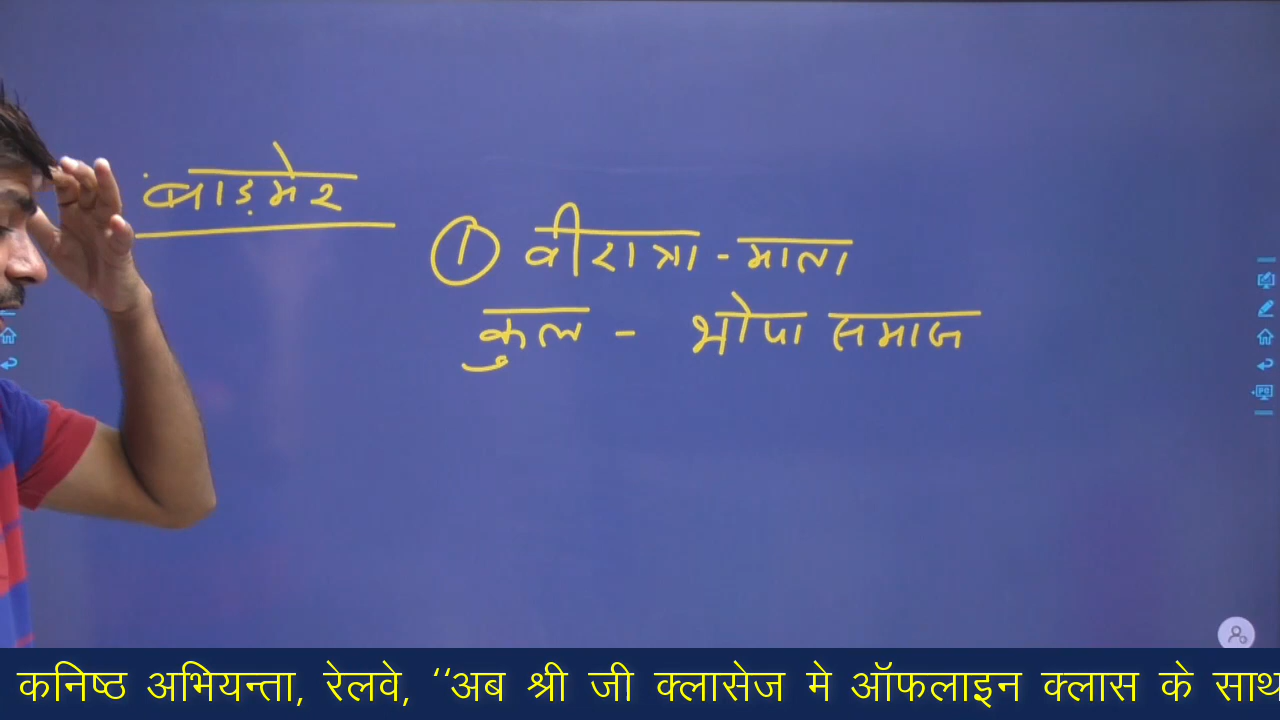 बाड़मेर
① वीरात्रा - माता
कुल - भोपा समाज
कनिष्ठ अभियन्ता, रेलवे, ‘‘अब श्री जी क्लासेज मे ऑफलाइन क्लास के साथ